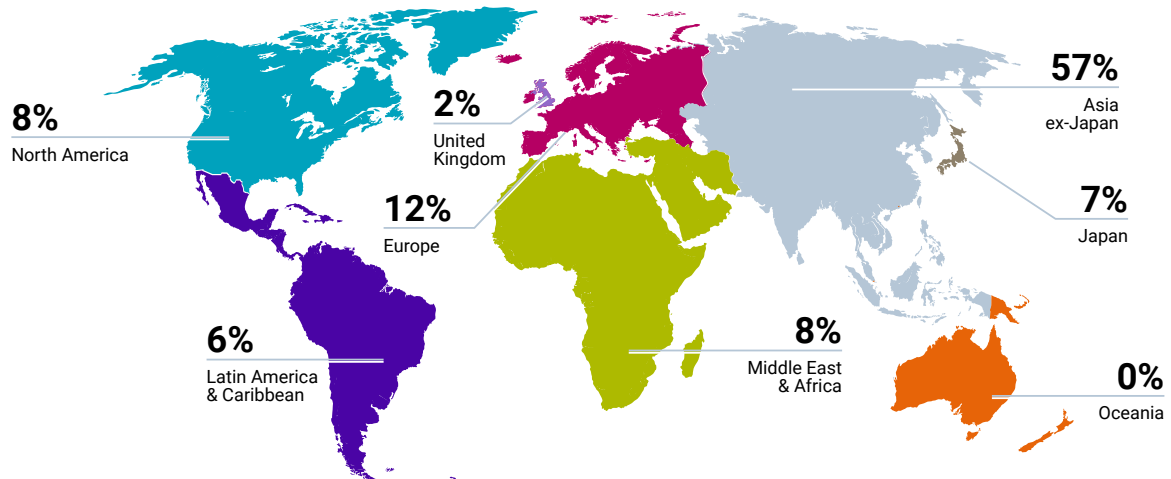 8%
North America
2%
United
Kingdom
12%
Europe
6%
Latin America
& Caribbean
57%
Asia
ex-Japan
7%
Japan
8%
Middle East
& Africa
0%
Oceania